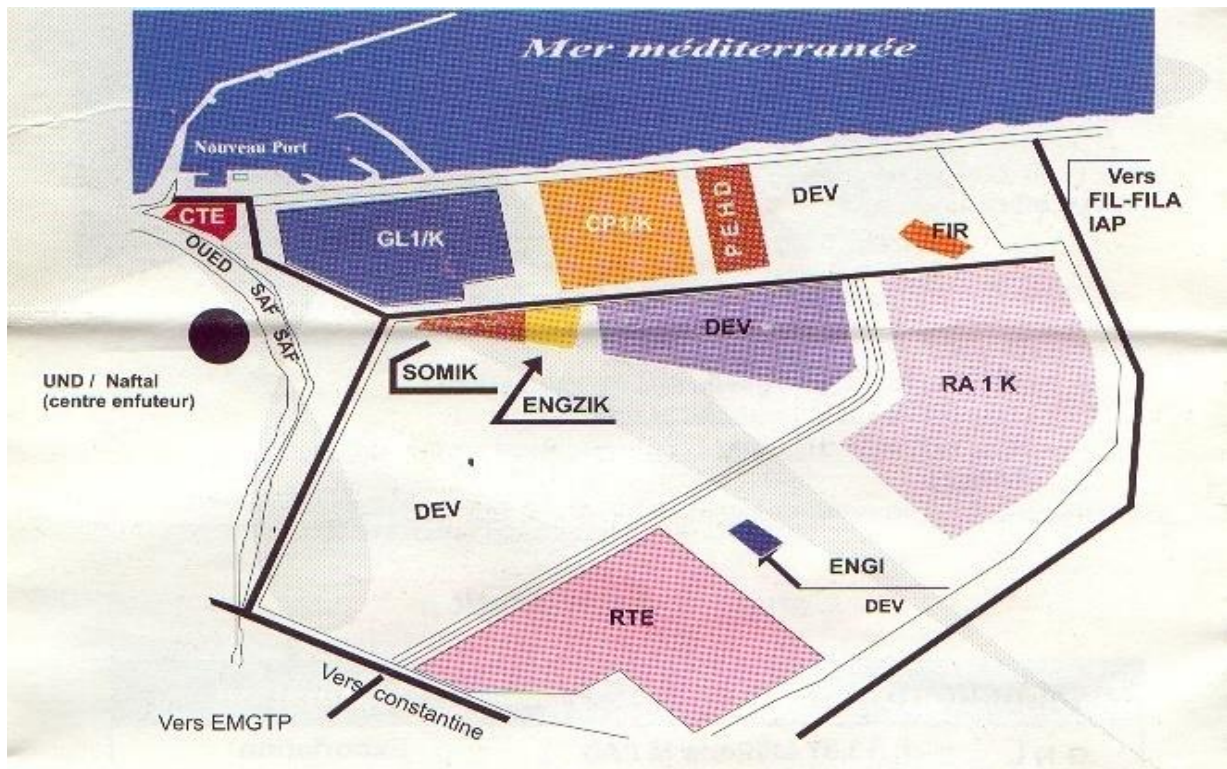 Mer méditerranée
Nouveau Port
CTE
GL1/K
CP1/K
PEHD
DEV
FIR
Vers
FIL-FILA
IAP
OUED
SAF SAF
UND / Naftal
(centre enfuteur)
SOMIK
ENGZIK
DEV
RA 1 K
DEV
ENGI
DEV
RTE
Vers constantine
Vers EMGTP